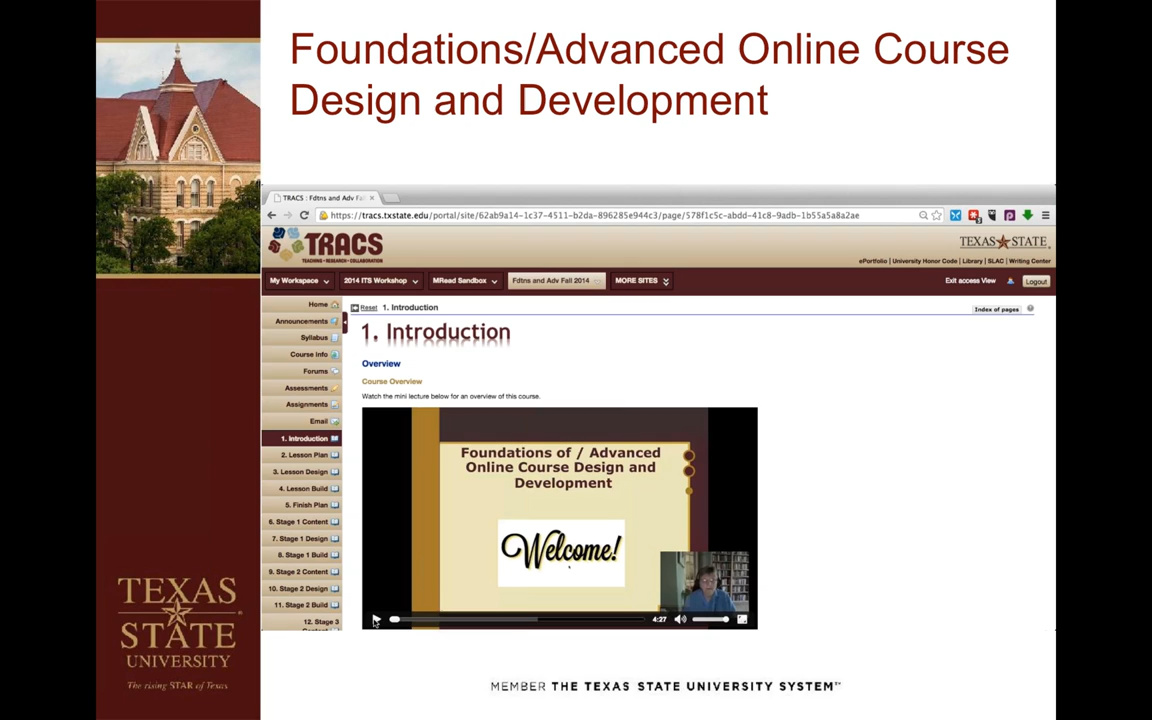 Foundations/Advanced Online Course
Design and Development
TRACS : Fdtns and Adv Fal
https://tracs.txstate.edu/portal/site/62ab9a14-1c37-4511-b2da-896285e944c3/page/578f1c5c-abdd-41c8-9adb-1b55a5a8a2ae
TRACS
TEACHING • RESEARCH • COLLABORATION
TEXAS STATE
ePortfolio | University Honor Code | Library | SLAC | Writing Center
My Workspace
2014 ITS Workshop
MRead Sandbox
Fdtns and Adv Fall 2014
MORE SITES
Exit access View
Logout
Home
Announcements
Syllabus
Course Info
Forums
Assessments
Assignments
Email
1. Introduction
2. Lesson Plan
3. Lesson Design
4. Lesson Build
5. Finish Plan
6. Stage 1 Content
7. Stage 1 Design
8. Stage 1 Build
9. Stage 2 Content
10. Stage 2 Design
11. Stage 2 Build
12. Stage 3
Reset 1. Introduction
Index of pages
1. Introduction
Overview
Course Overview
Watch the mini lecture below for an overview of this course.
Foundations of / Advanced
Online Course Design and
Development
Welcome!
4:27
TEXAS
STATE
UNIVERSITY
The rising STAR of Texas
MEMBER THE TEXAS STATE UNIVERSITY SYSTEM™